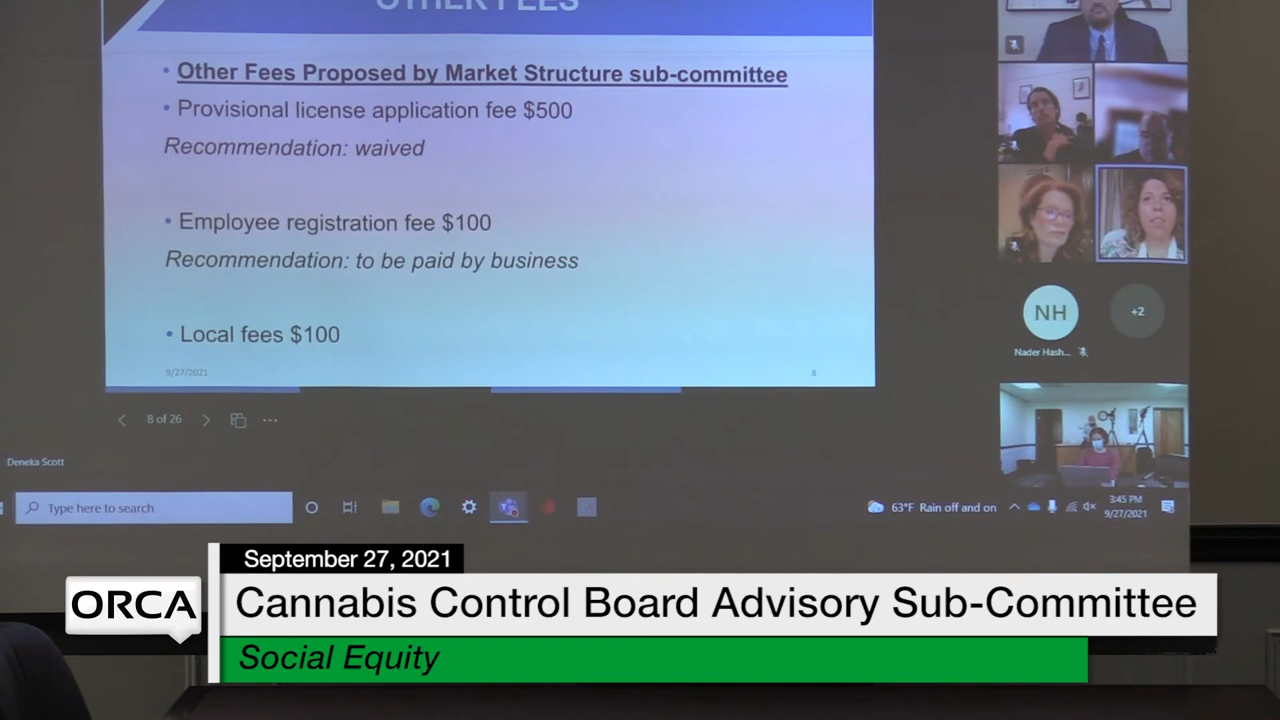 OTHER FEES
• Other Fees Proposed by Market Structure sub-committee
• Provisional license application fee $500
Recommendation: waived
• Employee registration fee $100
Recommendation: to be paid by business
• Local fees $100
9/27/2021
8
8 of 26
NH
+2
Nader Hash...
Deneka Scott
Type here to search
63°F Rain off and on
3:45 PM
9/27/2021
September 27, 2021
ORCA
Cannabis Control Board Advisory Sub-Committee
Social Equity